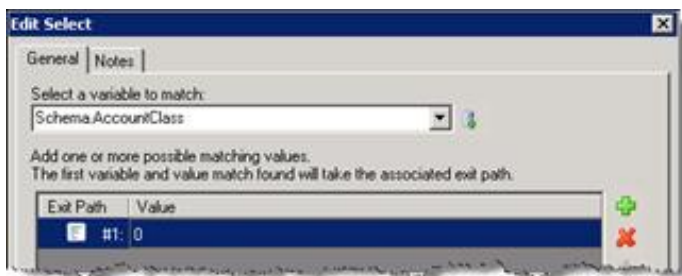 Edit Select
General Notes
Select a variable to match:
Schema.AccountClass
Add one or more possible matching values.
The first variable and value match found will take the associated exit path.
Exit Path Value
#1: 0